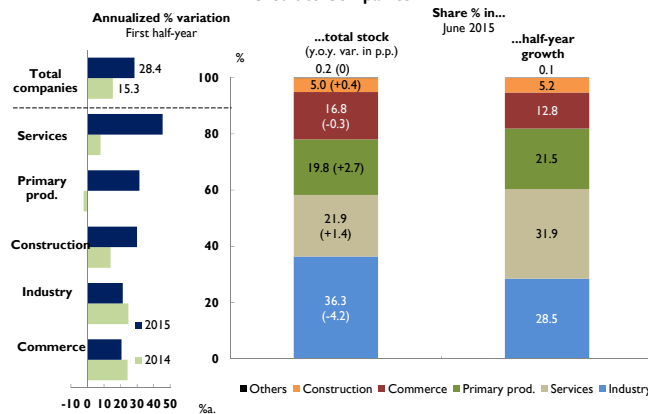 Annualized % variation
First half-year
Total companies
28.4
15.3
Services
Primary prod.
Construction
Industry
Commerce
2015
2014
-10 0 10 20 30 40 50
%a.
Share % in...
June 2015
...total stock
(y.o.y. var. in p.p.)
...half-year growth
%
100
80
60
40
20
0
0.2 (0)
5.0 (+0.4)
16.8
(-0.3)
19.8 (+2.7)
21.9
(+1.4)
36.3
(-4.2)
0.1
5.2
12.8
21.5
31.9
28.5
Others Construction Commerce Primary prod. Services Industry